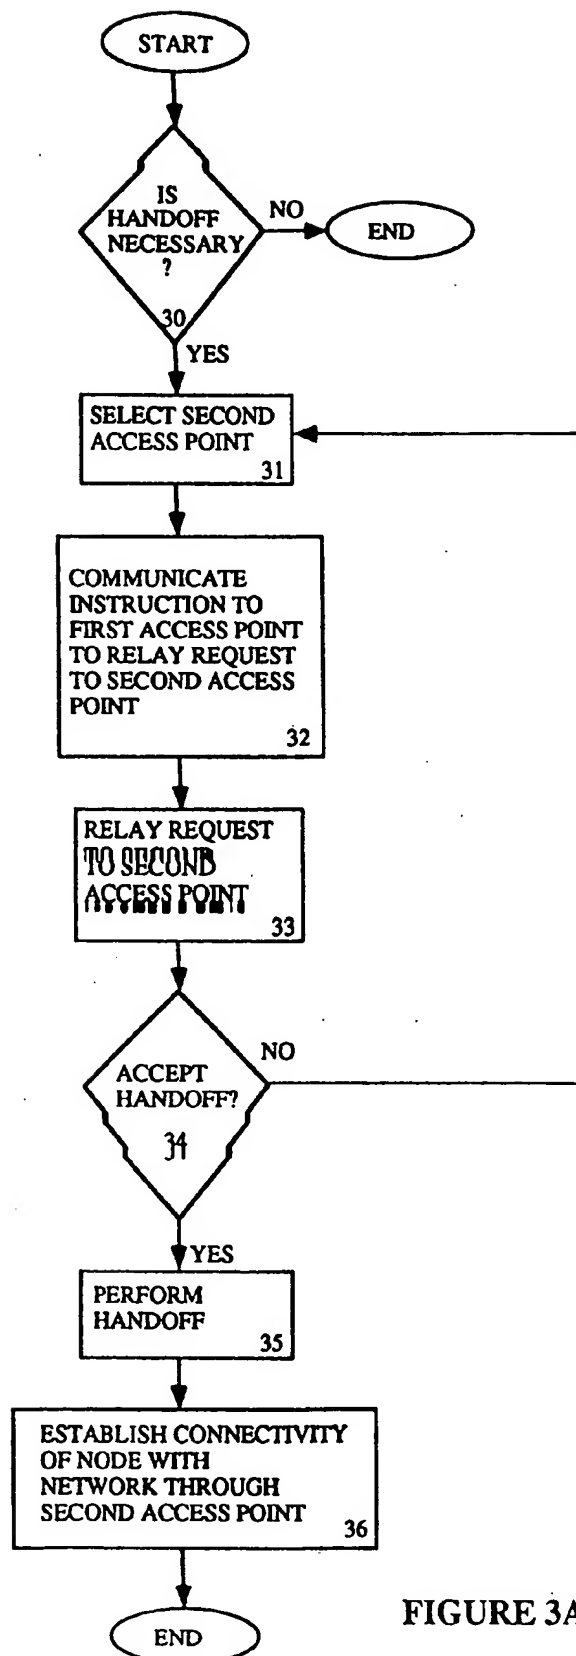 START
IS
HANDOFF
NECESSARY
?
30
NO
END
YES
SELECT SECOND
ACCESS POINT
31
COMMUNICATE
INSTRUCTION TO
FIRST ACCESS POINT
TO RELAY REQUEST
TO SECOND ACCESS
POINT
32
RELAY REQUEST
TO SECOND
ACCESS POINT
33
NO
ACCEPT
HANDOFF?
34
YES
PERFORM
HANDOFF
35
ESTABLISH CONNECTIVITY
OF NODE WITH
NETWORK THROUGH
SECOND ACCESS POINT
36
END
FIGURE 3A